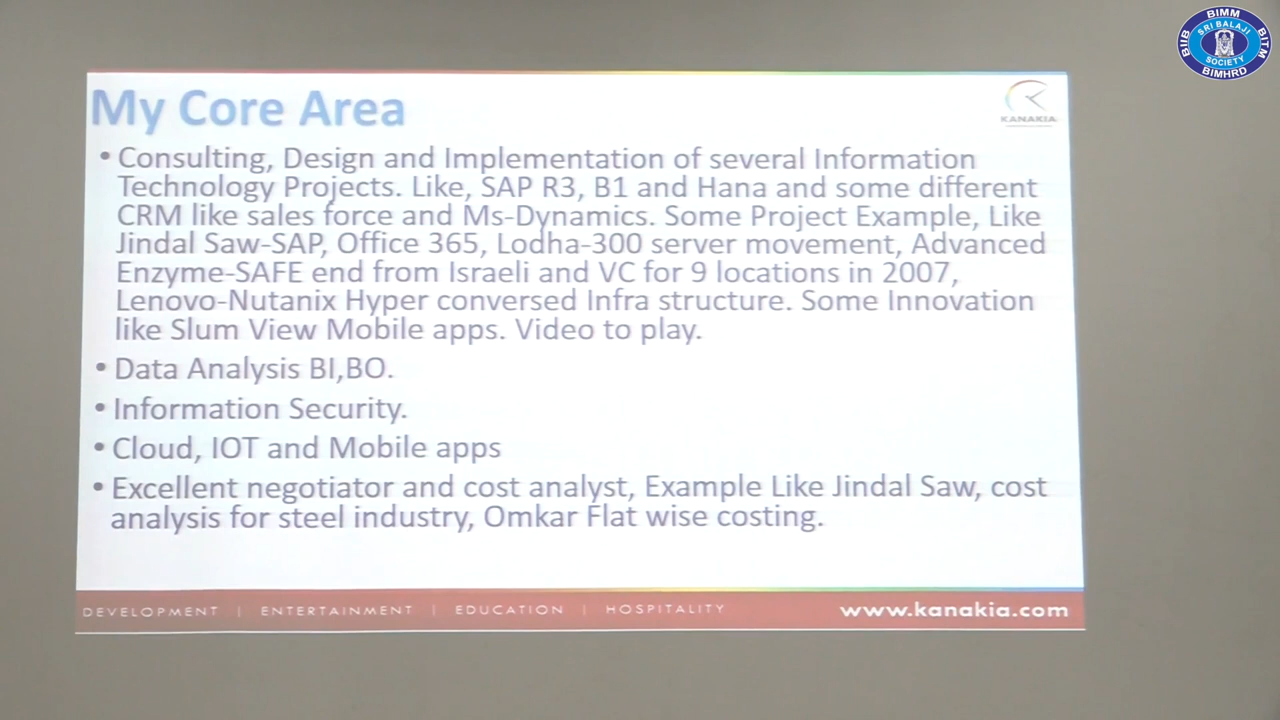 BIMM
SRI BALAJI
BIIB
BITM
SOCIETY
BIMHRD
My Core Area
KANAKIA
• Consulting, Design and Implementation of several Information
Technology Projects. Like, SAP R3, B1 and Hana and some different
CRM like sales force and Ms-Dynamics. Some Project Example, Like
Jindal Saw-SAP, Office 365, Lodha-300 server movement, Advanced
Enzyme-SAFE end from Israeli and VC for 9 locations in 2007,
Lenovo-Nutanix Hyper conversed Infra structure. Some Innovation
like Slum View Mobile apps. Video to play.
• Data Analysis BI,BO.
• Information Security.
• Cloud, IOT and Mobile apps
• Excellent negotiator and cost analyst, Example Like Jindal Saw, cost
analysis for steel industry, Omkar Flat wise costing.
DEVELOPMENT | ENTERTAINMENT | EDUCATION | HOSPITALITY www.kanakia.com